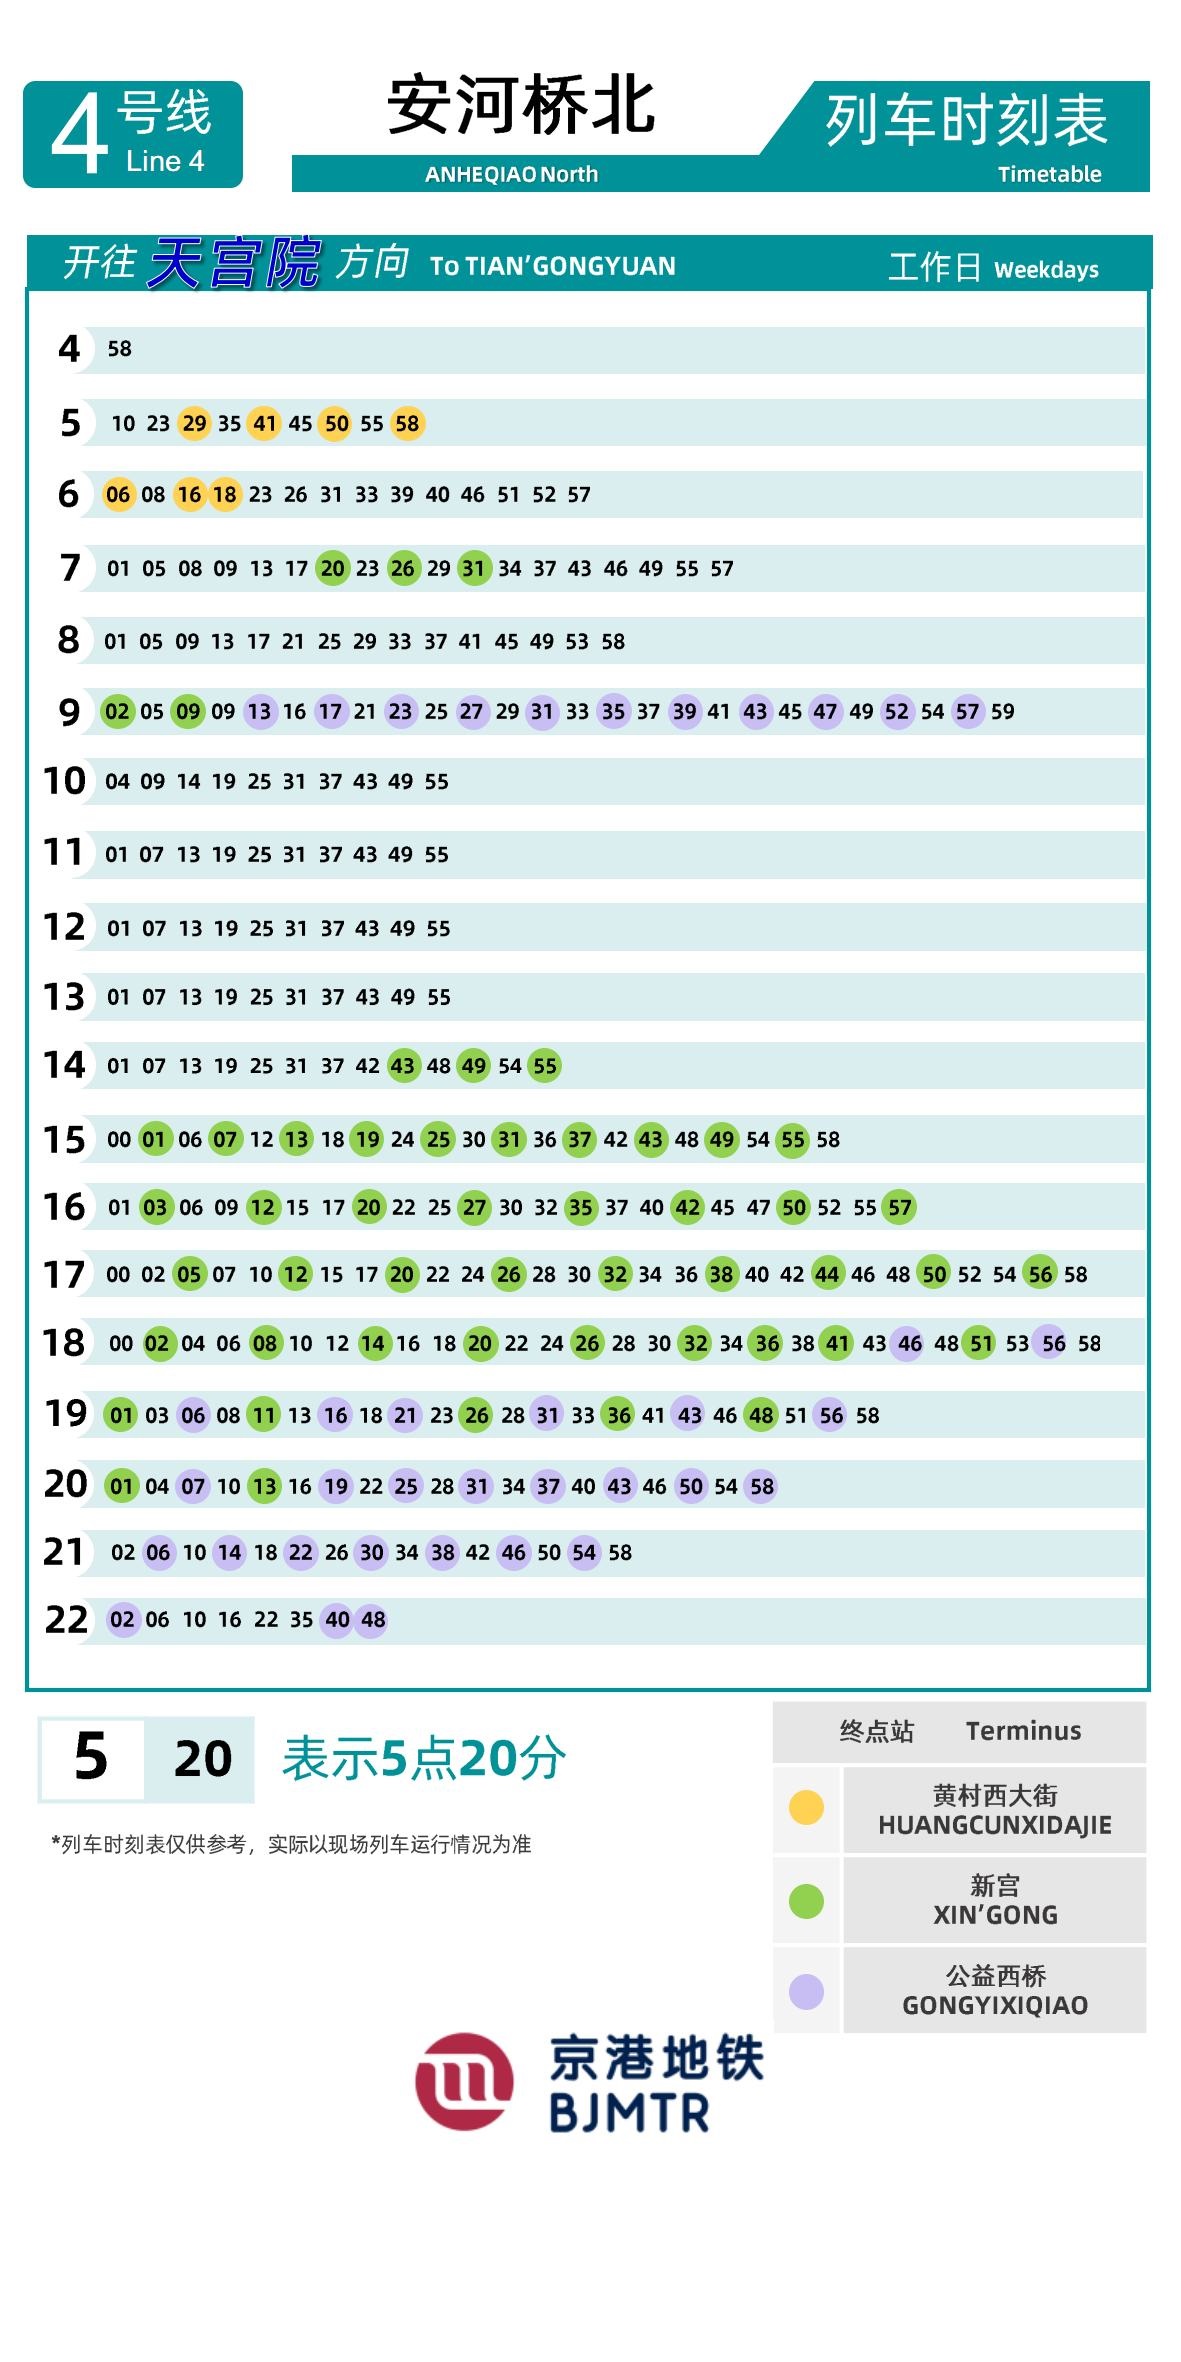 4 号线
Line 4
安河桥北
ANHEQIAO North
列车时刻表
Timetable
开往 天宫院 方向 To TIAN’GONGYUAN 工作日 Weekdays
4 58
5 10 23 29 35 41 45 50 55 58
6 06 08 16 18 23 26 31 33 39 40 46 51 52 57
7 01 05 08 09 13 17 20 23 26 29 31 34 37 43 46 49 55 57
8 01 05 09 13 17 21 25 29 33 37 41 45 49 53 58
9 02 05 09 09 13 16 17 21 23 25 27 29 31 33 35 37 39 41 43 45 47 49 52 54 57 59
10 04 09 14 19 25 31 37 43 49 55
11 01 07 13 19 25 31 37 43 49 55
12 01 07 13 19 25 31 37 43 49 55
13 01 07 13 19 25 31 37 43 49 55
14 01 07 13 19 25 31 37 42 43 48 49 54 55
15 00 01 06 07 12 13 18 19 24 25 30 31 36 37 42 43 48 49 54 55 58
16 01 03 06 09 12 15 17 20 22 25 27 30 32 35 37 40 42 45 47 50 52 55 57
17 00 02 05 07 10 12 15 17 20 22 24 26 28 30 32 34 36 38 40 42 44 46 48 50 52 54 56 58
18 00 02 04 06 08 10 12 14 16 18 20 22 24 26 28 30 32 34 36 38 41 43 46 48 51 53 56 58
19 01 03 06 08 11 13 16 18 21 23 26 28 31 33 36 41 43 46 48 51 56 58
20 01 04 07 10 13 16 19 22 25 28 31 34 37 40 43 46 50 54 58
21 02 06 10 14 18 22 26 30 34 38 42 46 50 54 58
22 02 06 10 16 22 35 40 48
5 20 表示5点20分
*列车时刻表仅供参考，实际以现场列车运行情况为准
终点站 Terminus
黄村西大街
HUANGCUNXIDAJIE
新宫
XIN’GONG
公益西桥
GONGYIXIQIAO
京港地铁
BJMTR